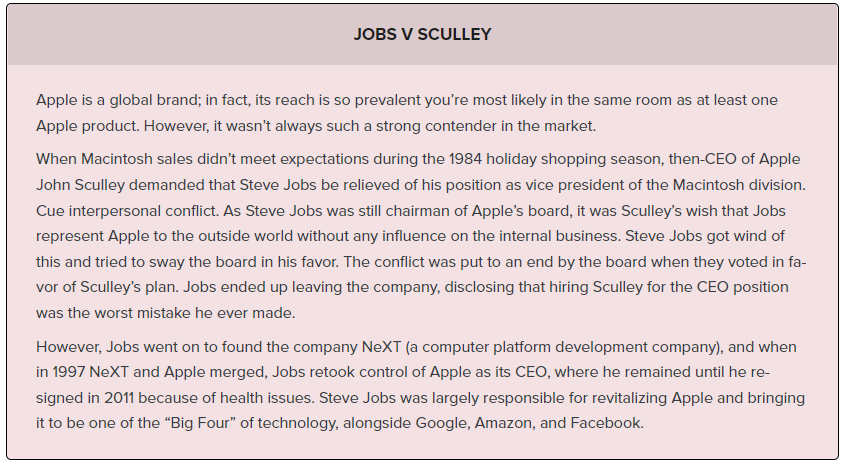 JOBS V SCULLEY
Apple is a global brand; in fact, its reach is so prevalent you’re most likely in the same room as at least one
Apple product. However, it wasn’t always such a strong contender in the market.
When Macintosh sales didn’t meet expectations during the 1984 holiday shopping season, then-CEO of Apple
John Sculley demanded that Steve Jobs be relieved of his position as vice president of the Macintosh division.
Cue interpersonal conflict. As Steve Jobs was still chairman of Apple’s board, it was Sculley’s wish that Jobs
represent Apple to the outside world without any influence on the internal business. Steve Jobs got wind of
this and tried to sway the board in his favor. The conflict was put to an end by the board when they voted in fa-
vor of Sculley’s plan. Jobs ended up leaving the company, disclosing that hiring Sculley for the CEO position
was the worst mistake he ever made.
However, Jobs went on to found the company NeXT (a computer platform development company), and when
in 1997 NeXT and Apple merged, Jobs retook control of Apple as its CEO, where he remained until he re-
signed in 2011 because of health issues. Steve Jobs was largely responsible for revitalizing Apple and bringing
it to be one of the “Big Four” of technology, alongside Google, Amazon, and Facebook.